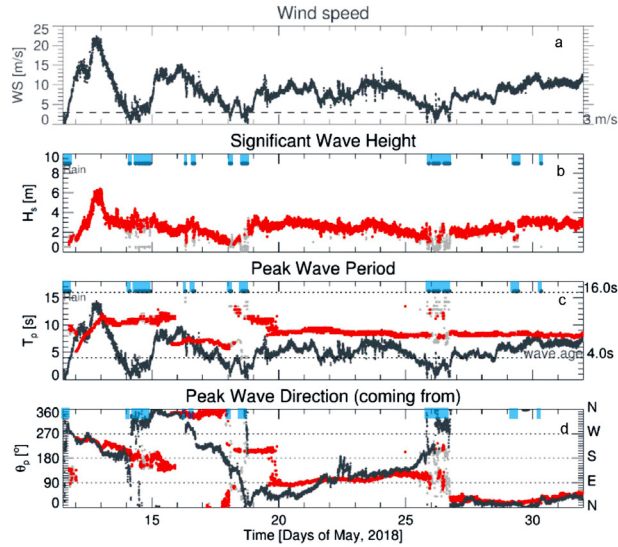 Wind speed
25
20
15
10
5
0
WS [m/s]
a
3 m/s
Significant Wave Height
10
8
6
4
2
0
Hs [m]
Rain
b
Peak Wave Period
15
10
5
0
Tp [s]
Rain
c
16.0s
wave age
4.0s
Peak Wave Direction (coming from)
360
270
180
90
0
θp [°]
d
N
W
S
E
N
15 20 25 30
Time [Days of May, 2018]